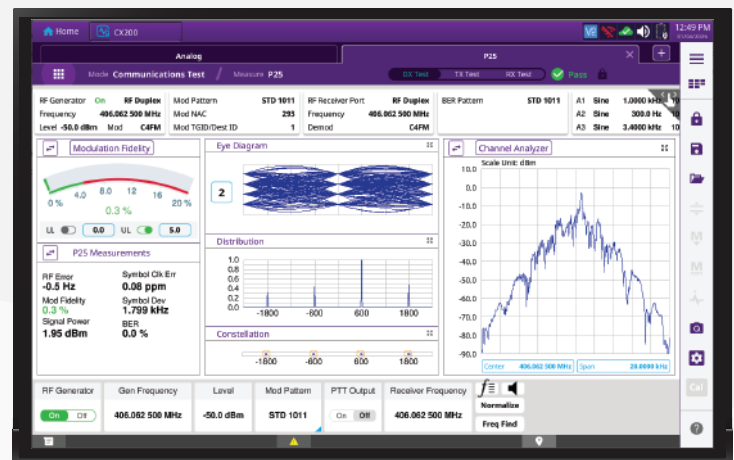 Home CX200 12:49 PM
Analog P25
Mode Communications Test / Measure P25 DX Test TX Test RX Test Pass
RF Generator On RF Duplex Mod Pattern STD 1011 RF Receiver Port RF Duplex BER Pattern STD 1011 A1 Sine 1.0000 kHz 10
Frequency 406.062 500 MHz Mod NAC 293 Frequency 406.062 500 MHz A2 Sine 300.0 Hz 10
Level -50.0 dBm Mod C4FM Mod TGID/Dest ID 1 Demod C4FM A3 Sine 3.4000 kHz 10
Modulation Fidelity
0 % 4.0 8.0 12 16 20 %
0.3 %
LL 0.0 UL 5.0
P25 Measurements
RF Error Symbol Clk Err
-0.5 Hz 0.08 ppm
Mod Fidelity Symbol Dev
0.3 % 1.799 kHz
Signal Power BER
1.95 dBm 0.0 %
Eye Diagram
2
Distribution
1.0
0.8
0.6
0.4
0.2
0.0
-1800 -600 600 1800
Constellation
-1800 -600 600 1800
Channel Analyzer
Scale Unit: dBm
10.0
0.0
-10.0
-20.0
-30.0
-40.0
-50.0
-60.0
-70.0
-80.0
-90.0
Center 406.062 500 MHz Span 20.0000 kHz
RF Generator Gen Frequency Level Mod Pattern PTT Output Receiver Frequency
On Off 406.062 500 MHz -50.0 dBm STD 1011 On Off 406.062 500 MHz
Normalize
Freq Find
M
M
Cal